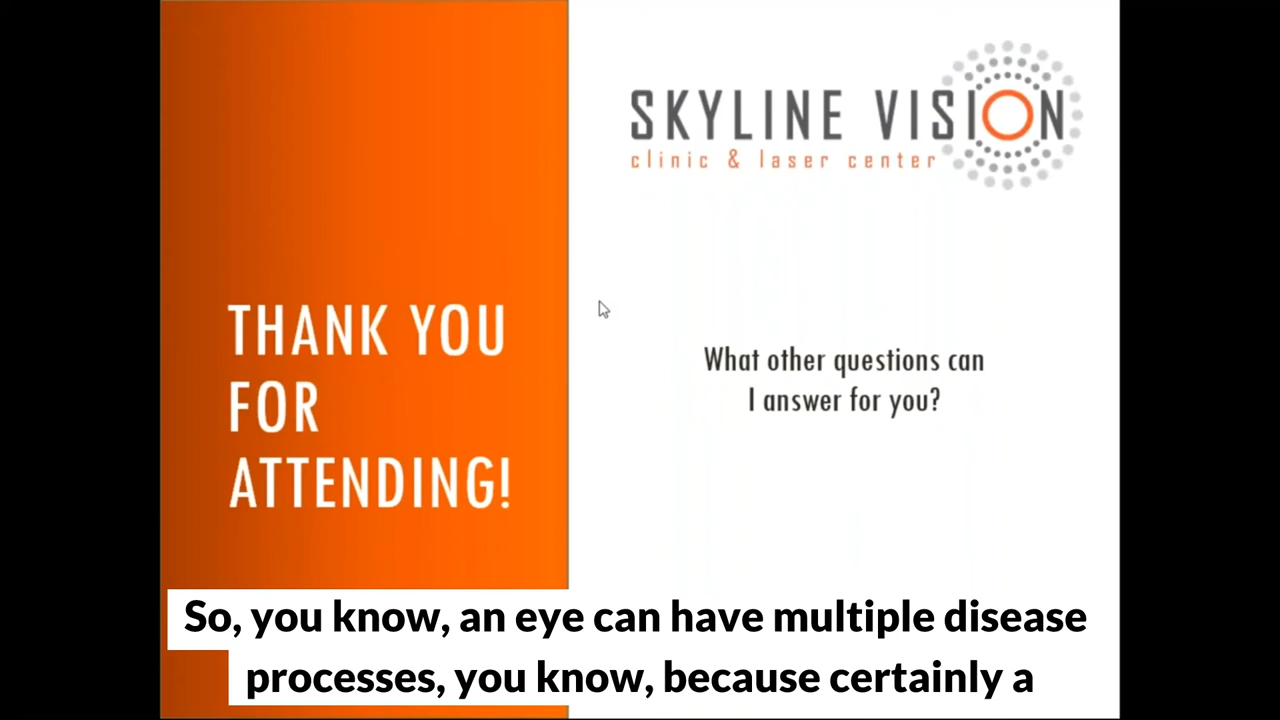 SKYLINE VISION
clinic & laser center
THANK YOU
FOR
ATTENDING!
What other questions can
I answer for you?
So, you know, an eye can have multiple disease
processes, you know, because certainly a